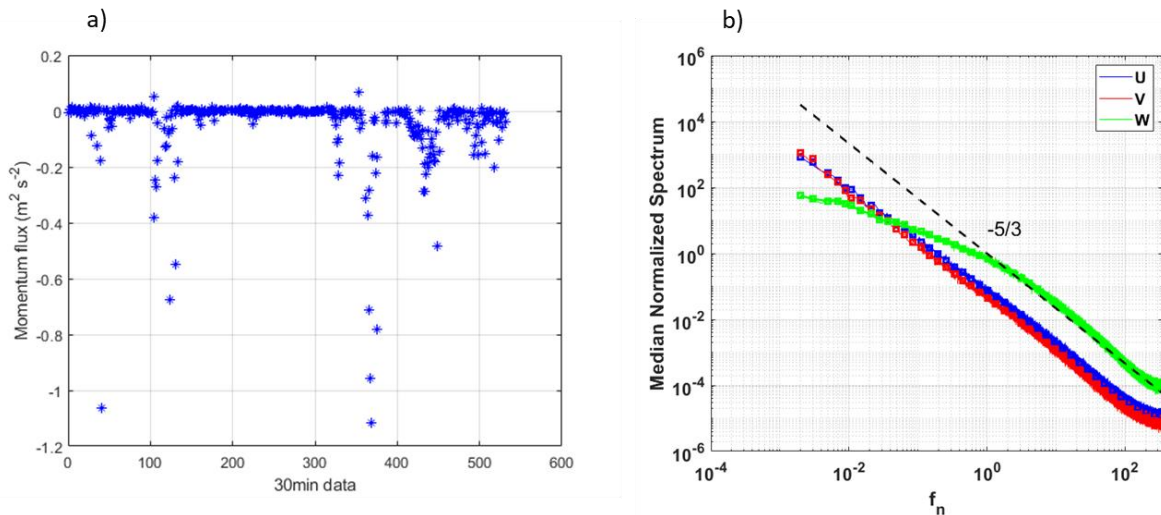 a)
Momentum flux (m² s⁻²)
0.2
0
-0.2
-0.4
-0.6
-0.8
-1
-1.2
0 100 200 300 400 500 600
30min data
b)
Median Normalized Spectrum
10⁶
10⁴
10²
10⁰
10⁻²
10⁻⁴
10⁻⁶
U
V
W
-5/3
10⁻⁴ 10⁻² 10⁰ 10²
fₙ